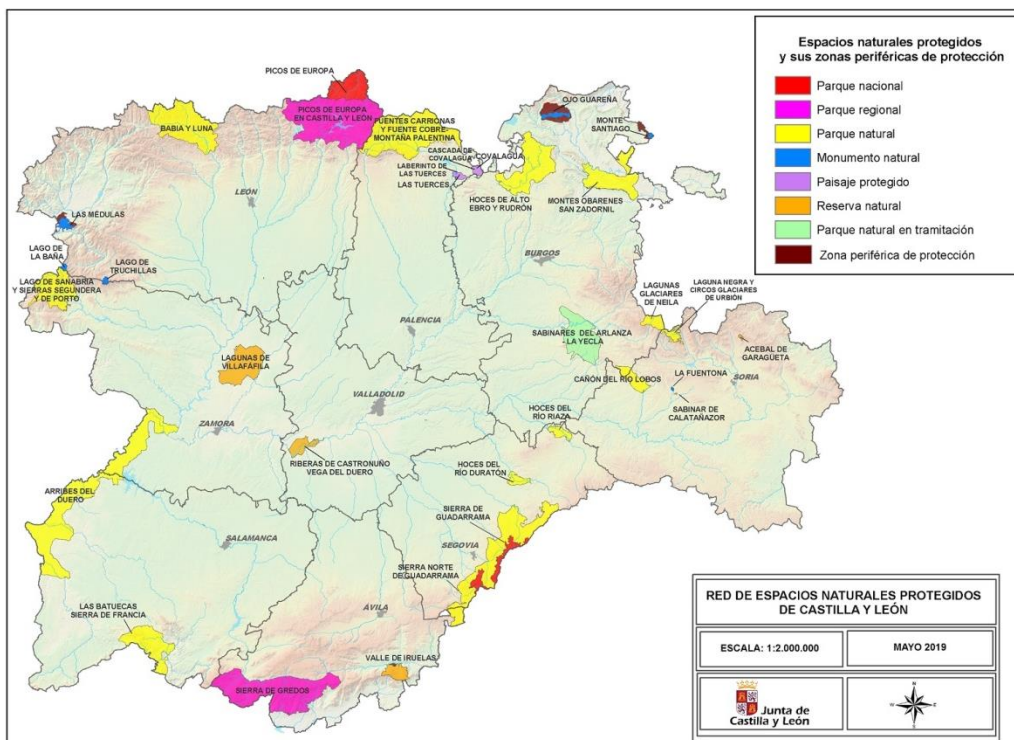 Espacios naturales protegidos
y sus zonas periféricas de protección
Parque nacional
Parque regional
Parque natural
Monumento natural
Paisaje protegido
Reserva natural
Parque natural en tramitación
Zona periférica de protección
PICOS DE EUROPA
PICOS DE EUROPA
EN CASTILLA Y LEÓN
BABIA Y LUNA
FUENTES CARRIONAS
Y FUENTE COBRE-
MONTAÑA PALENTINA
CASCADA DE
COVALAGUA
COVALAGUA
LABERINTO DE
LAS TUERCES
LAS TUERCES
OJO GUAREÑA
MONTE
SANTIAGO
HOCES DE ALTO
EBRO Y RUDRÓN
MONTES OBARENES
SAN ZADORNIL
LEÓN
LAS MÉDULAS
LAGO DE
LA BAÑA
LAGO DE
TRUCHILLAS
LAGO DE SANABRIA
Y SIERRAS SEGUNDERA
Y DE PORTO
BURGOS
PALENCIA
LAGUNAS
GLACIARES
DE NEILA
LAGUNA NEGRA Y
CIRCOS GLACIARES
DE URBIÓN
SABINARES DEL ARLANZA
- LA YECLA
ACEBAL DE
GARAGÜETA
SORIA
CAÑÓN DEL RÍO LOBOS
LA FUENTONA
SABINAR DE
CALATAÑAZOR
LAGUNAS DE
VILLAFÁFILA
VALLADOLID
ZAMORA
RIBERAS DE CASTRONUÑO
VEGA DEL DUERO
HOCES DEL
RÍO RIAZA
HOCES DEL
RÍO DURATÓN
ARRIBES DEL
DUERO
SIERRA DE
GUADARRAMA
SEGOVIA
SALAMANCA
SIERRA NORTE
DE GUADARRAMA
ÁVILA
LAS BATUECAS
SIERRA DE FRANCIA
VALLE DE IRUELAS
SIERRA DE GREDOS
RED DE ESPACIOS NATURALES PROTEGIDOS
DE CASTILLA Y LEÓN
ESCALA: 1:2.000.000
MAYO 2019
Junta de
Castilla y León
N
W
E
S